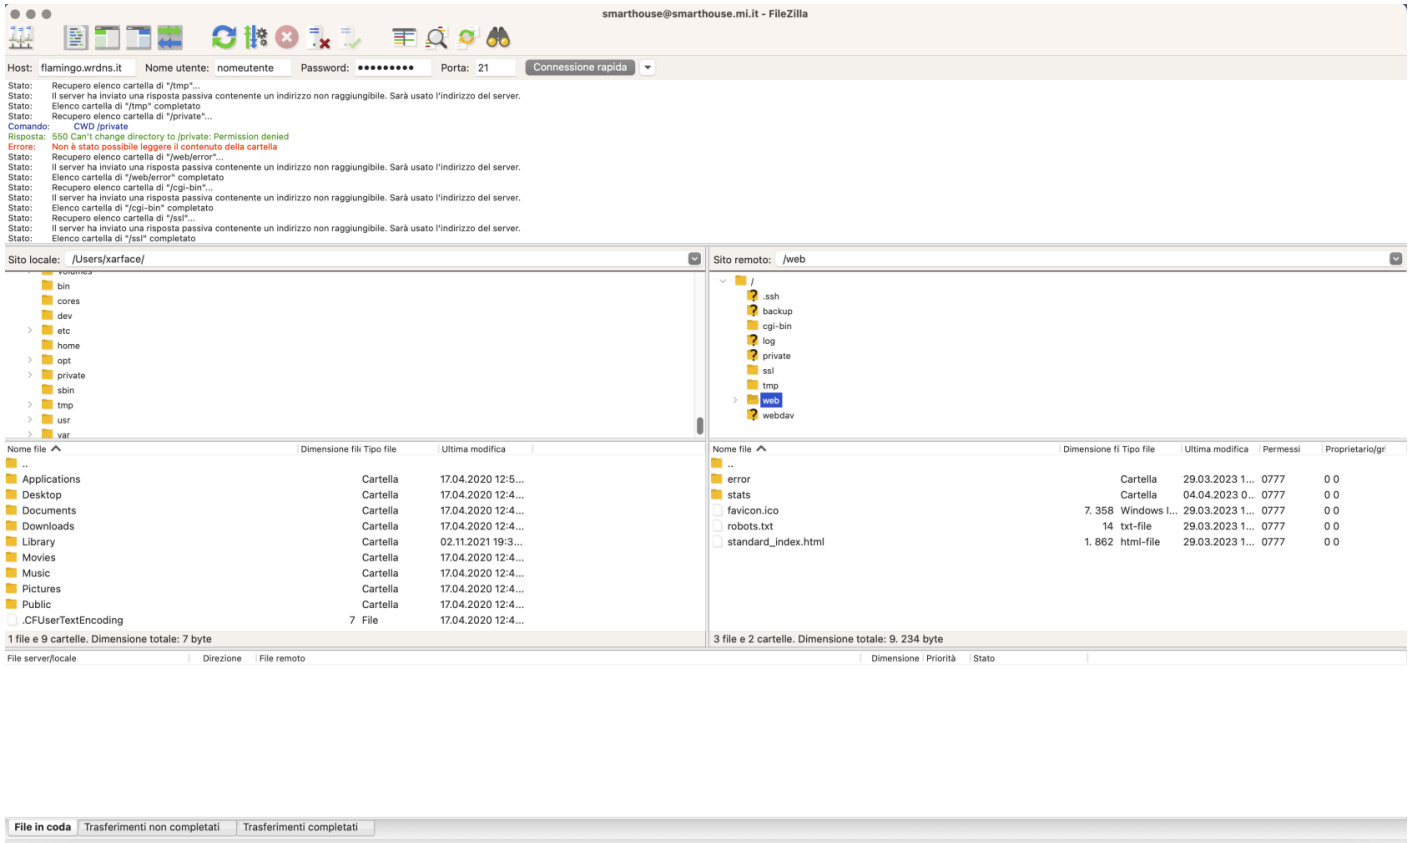 smarthouse@smarthouse.mi.it - FileZilla
Host: flamingo.wrdns.it Nome utente: nomeutente Password: ●●●●●●●●● Porta: 21 Connessione rapida
Stato: Recupero elenco cartella di "/tmp"...
Stato: Il server ha inviato una risposta passiva contenente un indirizzo non raggiungibile. Sarà usato l'indirizzo del server.
Stato: Elenco cartella di "/tmp" completato
Stato: Recupero elenco cartella di "/private"...
Comando: CWD /private
Risposta: 550 Can't change directory to /private: Permission denied
Errore: Non è stato possibile leggere il contenuto della cartella
Stato: Recupero elenco cartella di "/web/error"...
Stato: Il server ha inviato una risposta passiva contenente un indirizzo non raggiungibile. Sarà usato l'indirizzo del server.
Stato: Elenco cartella di "/web/error" completato
Stato: Recupero elenco cartella di "/cgi-bin"...
Stato: Il server ha inviato una risposta passiva contenente un indirizzo non raggiungibile. Sarà usato l'indirizzo del server.
Stato: Elenco cartella di "/cgi-bin" completato
Stato: Recupero elenco cartella di "/ssl"...
Stato: Il server ha inviato una risposta passiva contenente un indirizzo non raggiungibile. Sarà usato l'indirizzo del server.
Stato: Elenco cartella di "/ssl" completato
Sito locale: /Users/xarface/
Volumes
bin
cores
dev
etc
home
opt
private
sbin
tmp
usr
var
Nome file Dimensione file Tipo file Ultima modifica
..
Applications Cartella 17.04.2020 12:5...
Desktop Cartella 17.04.2020 12:4...
Documents Cartella 17.04.2020 12:4...
Downloads Cartella 17.04.2020 12:4...
Library Cartella 02.11.2021 19:3...
Movies Cartella 17.04.2020 12:4...
Music Cartella 17.04.2020 12:4...
Pictures Cartella 17.04.2020 12:4...
Public Cartella 17.04.2020 12:4...
.CFUserTextEncoding 7 File 17.04.2020 12:4...
1 file e 9 cartelle. Dimensione totale: 7 byte
Sito remoto: /web
/
.ssh
backup
cgi-bin
log
private
ssl
tmp
web
webdav
Nome file Dimensione fi Tipo file Ultima modifica Permessi Proprietario/gr
..
error Cartella 29.03.2023 1... 0777 0 0
stats Cartella 04.04.2023 0... 0777 0 0
favicon.ico 7. 358 Windows I... 29.03.2023 1... 0777 0 0
robots.txt 14 txt-file 29.03.2023 1... 0777 0 0
standard_index.html 1. 862 html-file 29.03.2023 1... 0777 0 0
3 file e 2 cartelle. Dimensione totale: 9. 234 byte
File server/locale Direzione File remoto Dimensione Priorità Stato
File in coda Trasferimenti non completati Trasferimenti completati